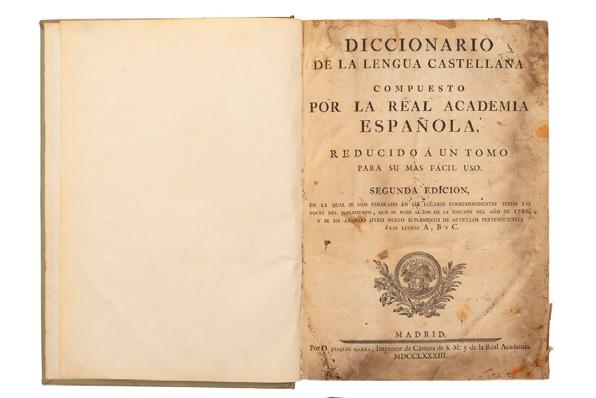 DICCIONARIO
DE LA LENGUA CASTELLANA
COMPUESTO
POR LA REAL ACADEMIA
ESPAÑOLA,
REDUCIDO Á UN TOMO
PARA SU MAS FÁCIL USO.
SEGUNDA EDICION,
EN LA QUAL SE HAN COLOCADO EN LOS LUGARES CORRESPONDIENTES TODAS LAS
VOCES DEL SUPLEMENTO, QUE SE PUSO AL FIN DE LA EDICION DEL AÑO DE 1780,
Y SE HA AÑADIDO OTRO NUEVO SUPLEMENTO DE ARTICULOS PERTENECIENTES
Á LAS LETRAS A, B Y C.
MADRID.
Por D. JOAQUIN IBARRA, Impresor de Cámara de S. M. y de la Real Academia.
MDCCLXXXIII.